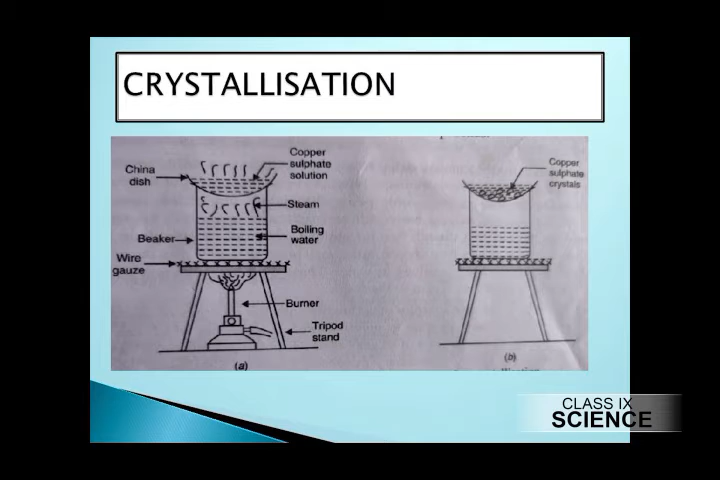 CRYSTALLISATION
Copper
sulphate
solution
China
dish
Steam
Boiling
water
Beaker
Wire
gauze
Burner
Tripod
stand
(a)
Copper
sulphate
crystals
(b)
CLASS IX
SCIENCE